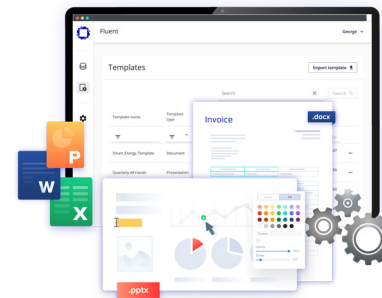 Fluent
George
Templates
Import template
Search
Search
Template name
Template type
Invoice
.docx
Smart_Energy_Template
Document
Quarterly All Hands
Presentation
P
W
X
.pptx